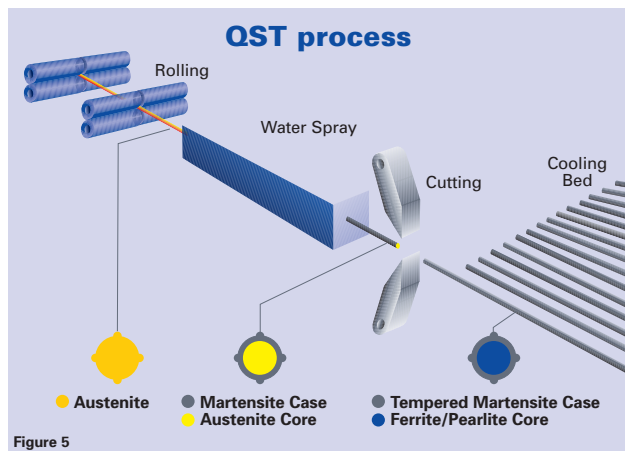 QST process
Rolling
Water Spray
Cutting
Cooling
Bed
Austenite
Martensite Case
Austenite Core
Tempered Martensite Case
Ferrite/Pearlite Core
Figure 5